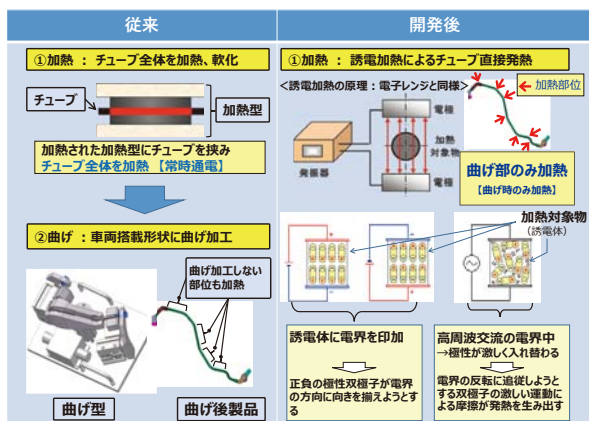 従来
①加熱 : チューブ全体を加熱、軟化
チューブ
加熱型
加熱された加熱型にチューブを挟み
チューブ全体を加熱 【常時通電】
②曲げ : 車両搭載形状に曲げ加工
曲げ加工しない
部位も加熱
曲げ型
曲げ後製品
開発後
①加熱 : 誘電加熱によるチューブ直接発熱
<誘電加熱の原理：電子レンジと同様>
加熱部位
電極
加熱
対象物
発振器
電極
曲げ部のみ加熱
【曲げ時のみ加熱】
加熱対象物
（誘電体）
誘電体に電界を印加
正負の極性双極子が電界
の方向に向きを揃えようとす
る
高周波交流の電界中
→極性が激しく入れ替わる
電界の反転に追従しようと
する双極子の激しい運動に
よる摩擦が発熱を生み出す